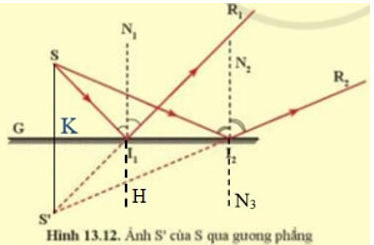 R₁
N₁
S
N₂
R₂
G
K
I₁
I₂
H
N₃
S'
Hình 13.12. Ảnh S' của S qua gương phẳng